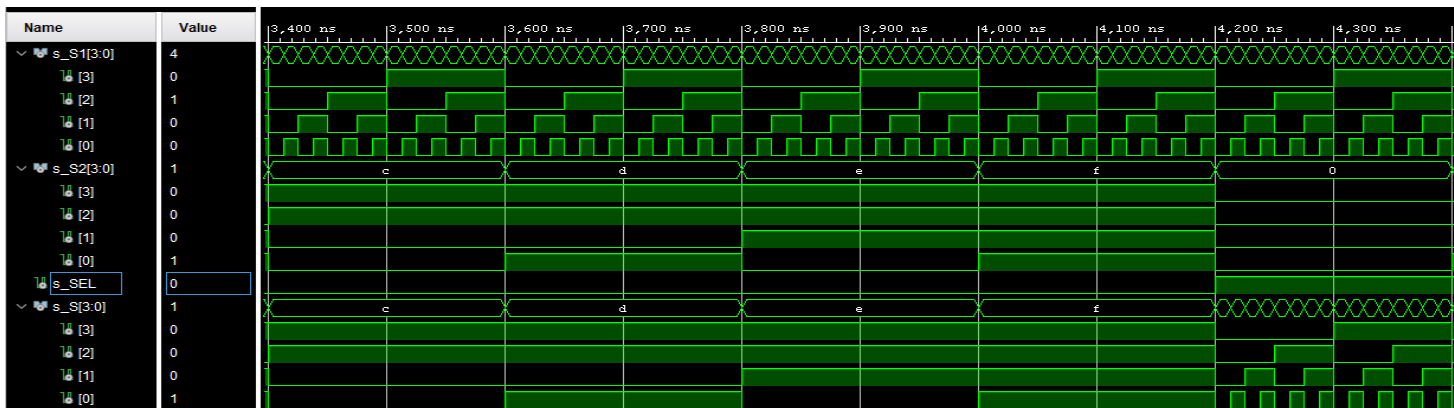 Name Value 3,400 ns 3,500 ns 3,600 ns 3,700 ns 3,800 ns 3,900 ns 4,000 ns 4,100 ns 4,200 ns 4,300 ns
s_S1[3:0] 4
[3] 0
[2] 1
[1] 0
[0] 0
s_S2[3:0] 1 c d e f 0
[3] 0
[2] 0
[1] 0
[0] 1
s_SEL 0
s_S[3:0] 1 c d e f
[3] 0
[2] 0
[1] 0
[0] 1